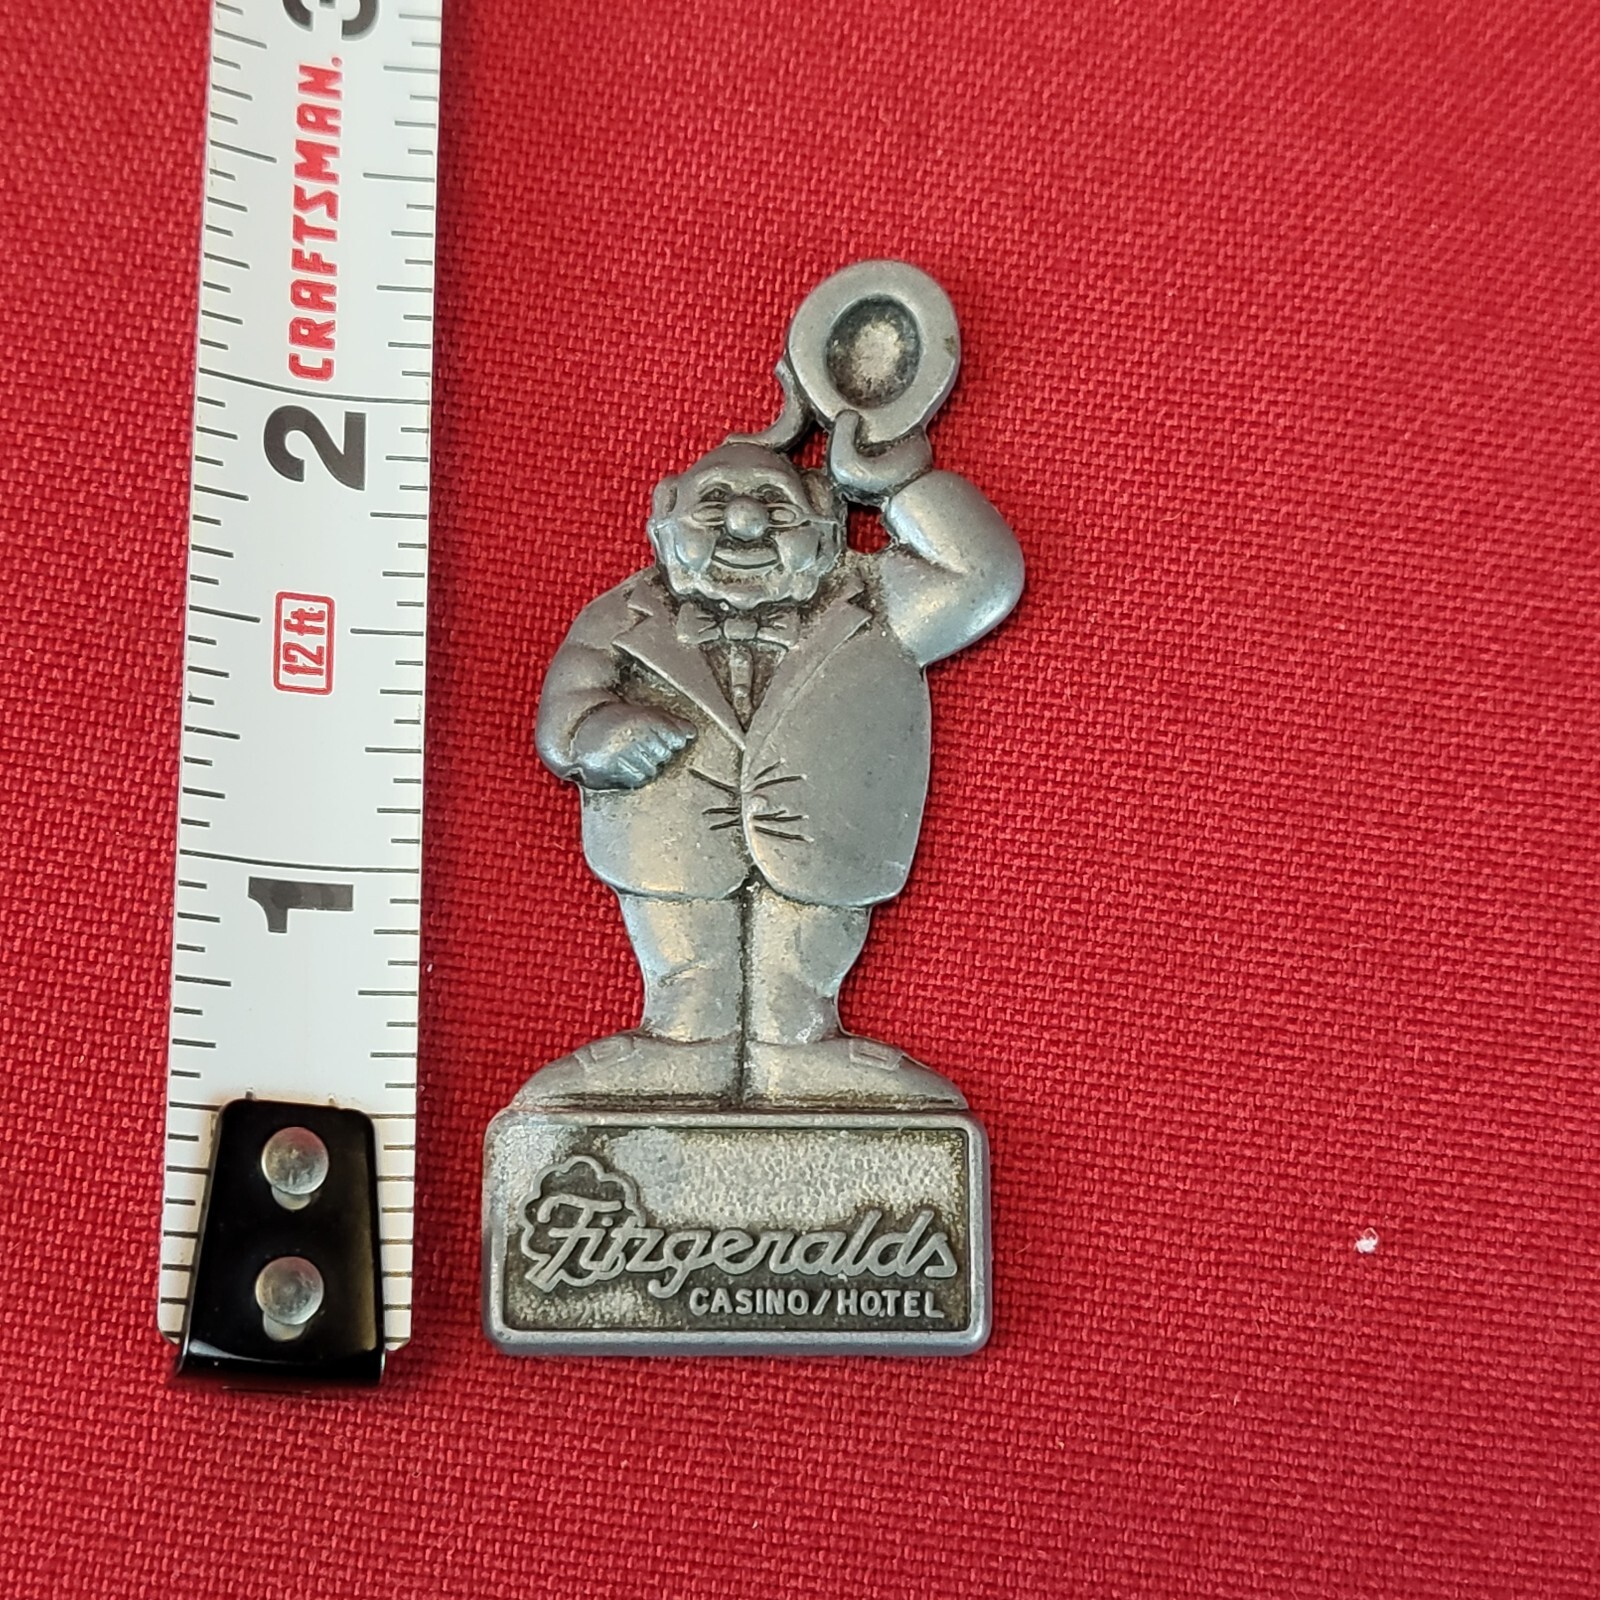 3
CRAFTSMAN.
2
12 ft
1
Fitzgeralds
CASINO/HOTEL